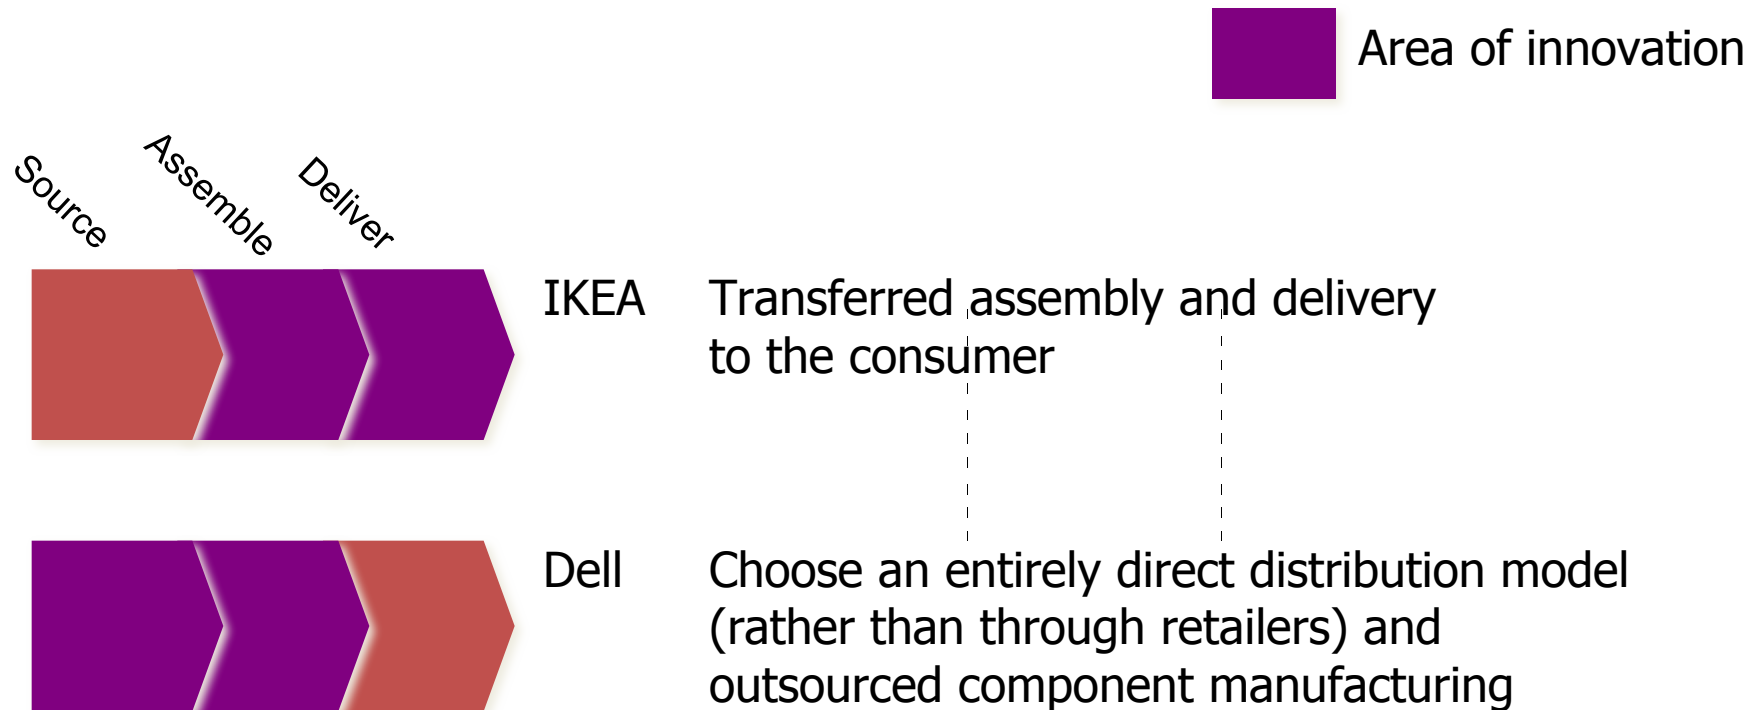 Area of innovation
Source
Assemble
Deliver
IKEA
Transferred assembly and delivery
to the consumer
Dell
Choose an entirely direct distribution model
(rather than through retailers) and
outsourced component manufacturing